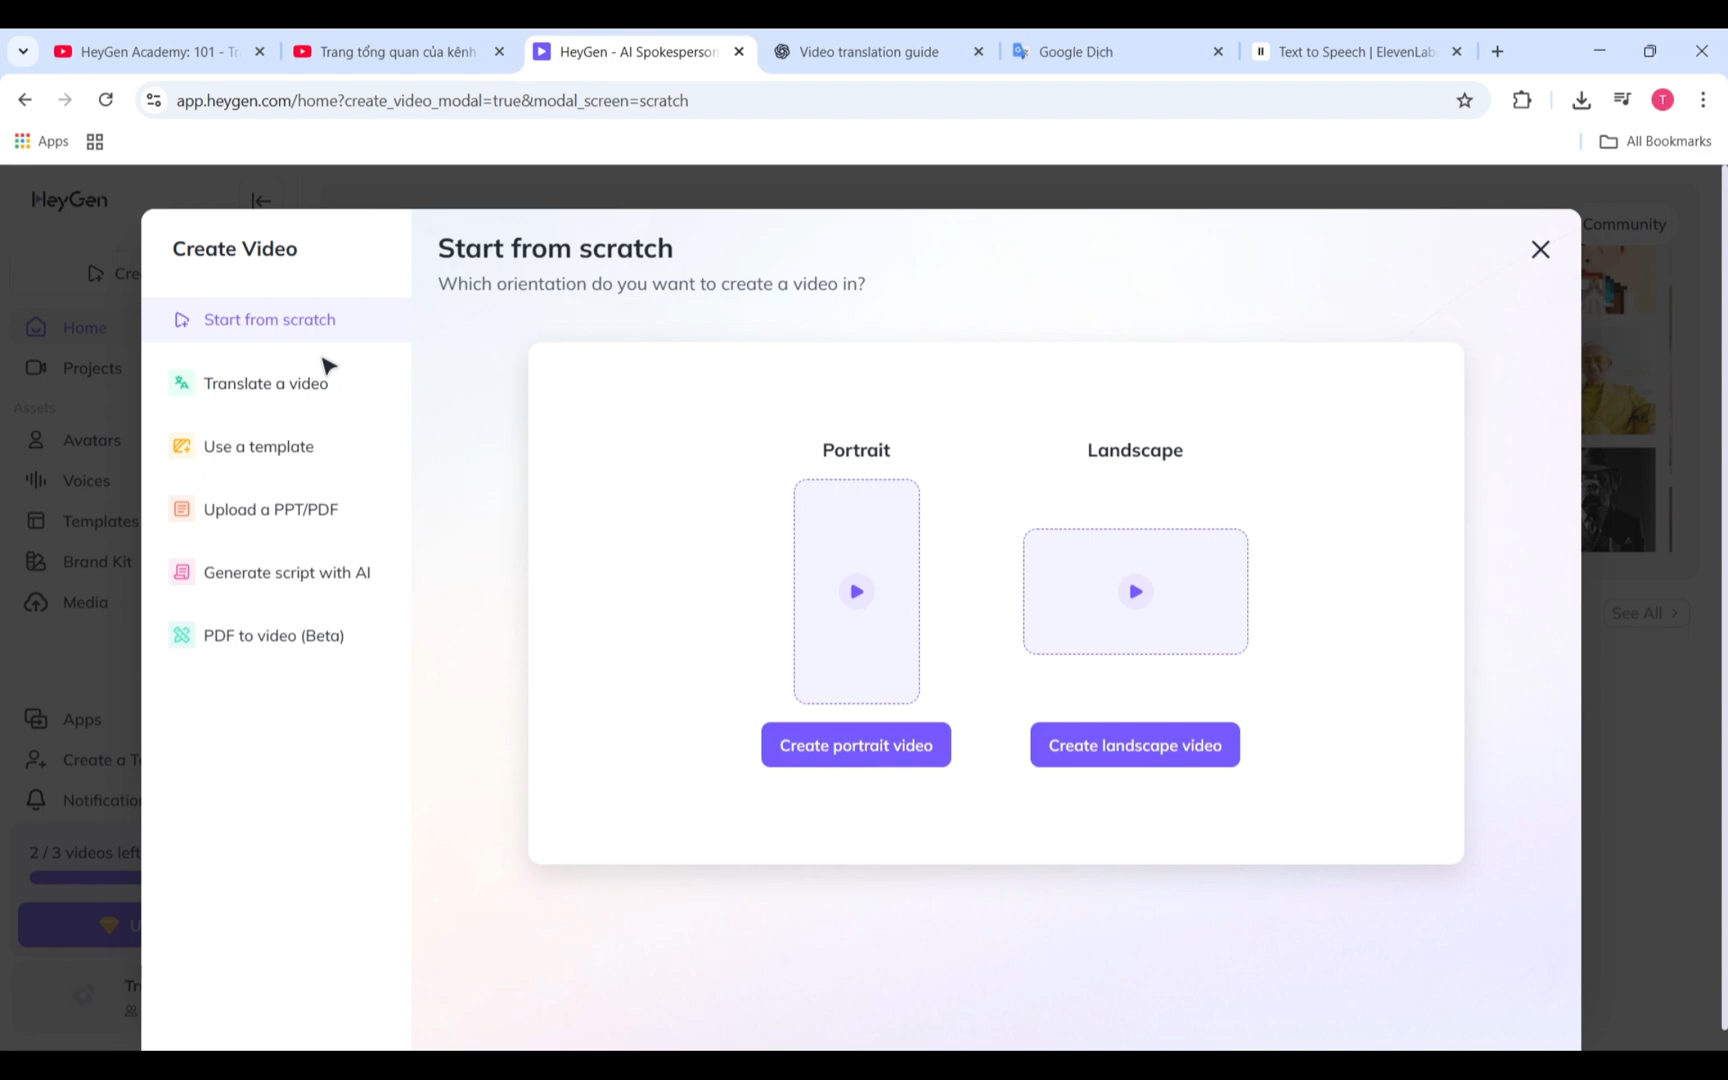 HeyGen Academy: 101 - Tr
Trang tổng quan của kênh
HeyGen - AI Spokesperson
Video translation guide
Google Dịch
Text to Speech | ElevenLab
app.heygen.com/home?create_video_modal=true&modal_screen=scratch
T
Apps
All Bookmarks
HeyGen
Community
Create Video
Start from scratch
Which orientation do you want to create a video in?
Cre
Start from scratch
Home
Projects
Translate a video
Assets
Avatars
Use a template
Portrait
Landscape
Voices
Upload a PPT/PDF
Templates
Brand Kit
Generate script with AI
Media
See All >
PDF to video (Beta)
Apps
Create portrait video
Create landscape video
Create a T
Notification
2 / 3 videos left
U
Tri